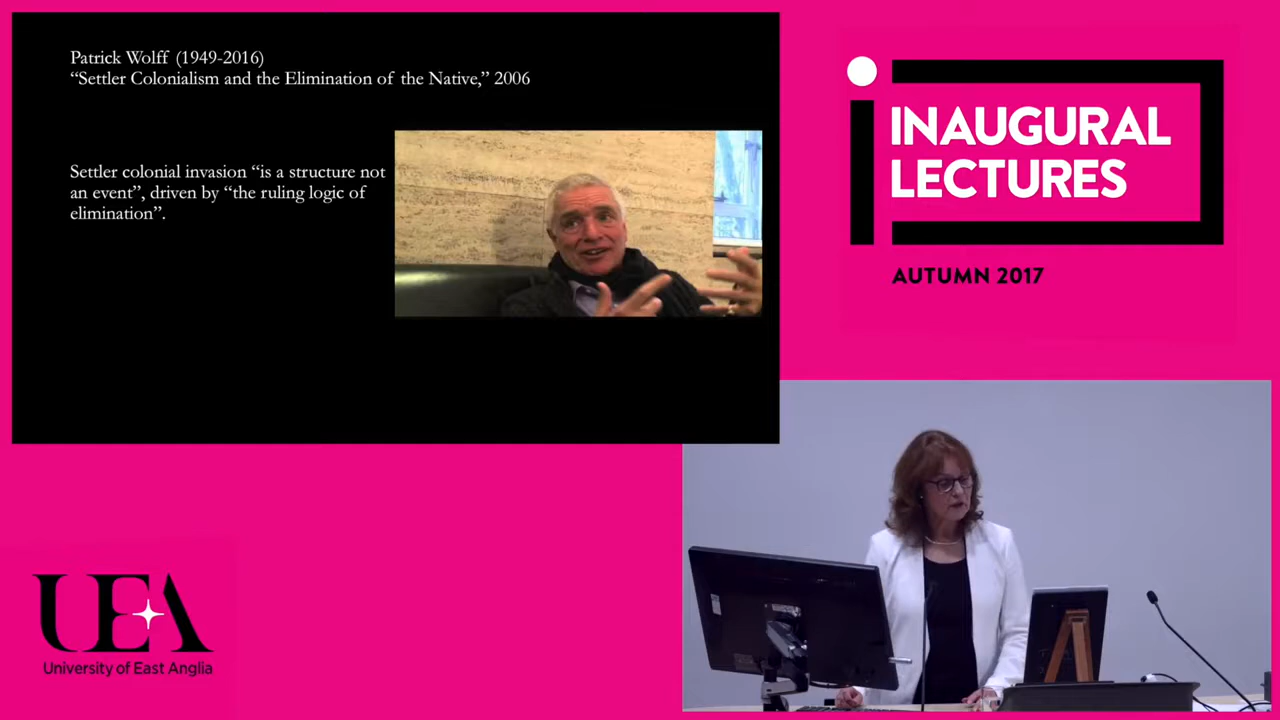 Patrick Wolff (1949-2016)
“Settler Colonialism and the Elimination of the Native,” 2006
Settler colonial invasion “is a structure not
an event”, driven by “the ruling logic of
elimination”.
INAUGURAL
LECTURES
AUTUMN 2017
UEA
University of East Anglia